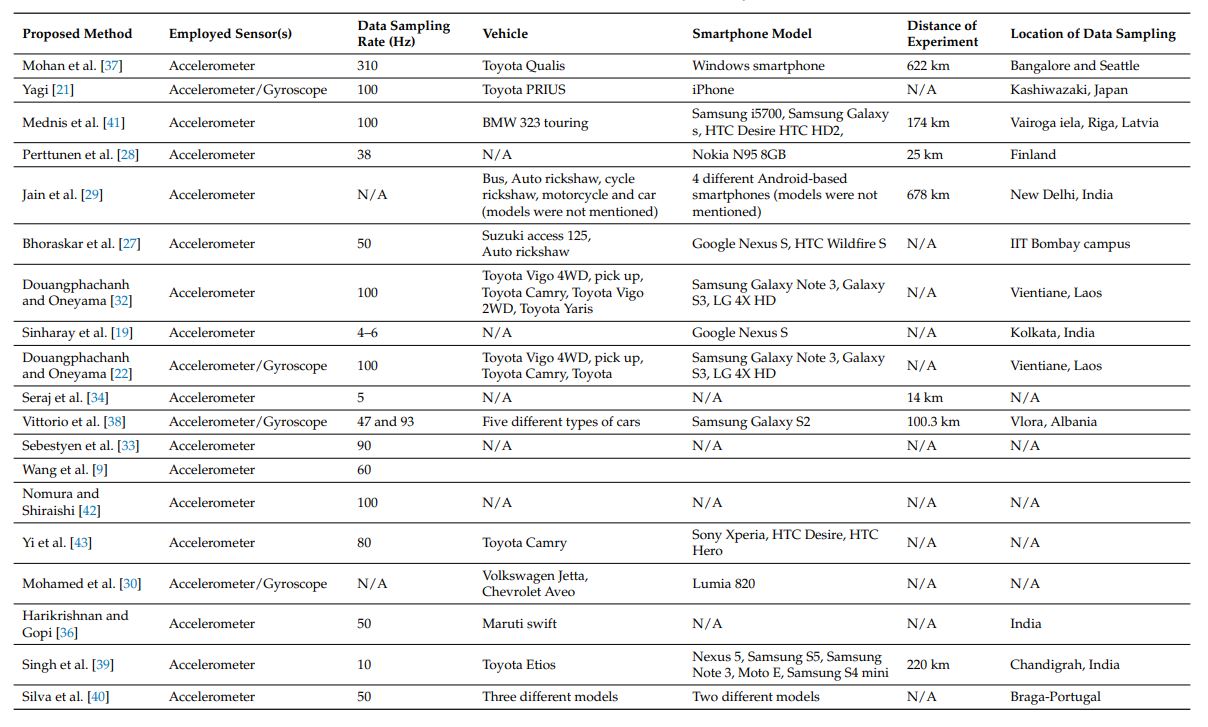 Proposed Method Employed Sensor(s) Data Sampling Rate (Hz) Vehicle Smartphone Model Distance of Experiment Location of Data Sampling
Mohan et al. [37] Accelerometer 310 Toyota Qualis Windows smartphone 622 km Bangalore and Seattle
Yagi [21] Accelerometer/Gyroscope 100 Toyota PRIUS iPhone N/A Kashiwazaki, Japan
Mednis et al. [41] Accelerometer 100 BMW 323 touring Samsung i5700, Samsung Galaxy s, HTC Desire HTC HD2, 174 km Vairoga iela, Riga, Latvia
Perttunen et al. [28] Accelerometer 38 N/A Nokia N95 8GB 25 km Finland
Jain et al. [29] Accelerometer N/A Bus, Auto rickshaw, cycle rickshaw, motorcycle and car (models were not mentioned) 4 different Android-based smartphones (models were not mentioned) 678 km New Delhi, India
Bhoraskar et al. [27] Accelerometer 50 Suzuki access 125, Auto rickshaw Google Nexus S, HTC Wildfire S N/A IIT Bombay campus
Douangphachanh and Oneyama [32] Accelerometer 100 Toyota Vigo 4WD, pick up, Toyota Camry, Toyota Vigo 2WD, Toyota Yaris Samsung Galaxy Note 3, Galaxy S3, LG 4X HD N/A Vientiane, Laos
Sinharay et al. [19] Accelerometer 4–6 N/A Google Nexus S N/A Kolkata, India
Douangphachanh and Oneyama [22] Accelerometer/Gyroscope 100 Toyota Vigo 4WD, pick up, Toyota Camry, Toyota Samsung Galaxy Note 3, Galaxy S3, LG 4X HD N/A Vientiane, Laos
Seraj et al. [34] Accelerometer 5 N/A N/A 14 km N/A
Vittorio et al. [38] Accelerometer/Gyroscope 47 and 93 Five different types of cars Samsung Galaxy S2 100.3 km Vlora, Albania
Sebestyen et al. [33] Accelerometer 90 N/A N/A N/A N/A
Wang et al. [9] Accelerometer 60
Nomura and Shiraishi [42] Accelerometer 100 N/A N/A N/A N/A
Yi et al. [43] Accelerometer 80 Toyota Camry Sony Xperia, HTC Desire, HTC Hero N/A N/A
Mohamed et al. [30] Accelerometer/Gyroscope N/A Volkswagen Jetta, Chevrolet Aveo Lumia 820 N/A N/A
Harikrishnan and Gopi [36] Accelerometer 50 Maruti swift N/A N/A India
Singh et al. [39] Accelerometer 10 Toyota Etios Nexus 5, Samsung S5, Samsung Note 3, Moto E, Samsung S4 mini 220 km Chandigrah, India
Silva et al. [40] Accelerometer 50 Three different models Two different models N/A Braga-Portugal